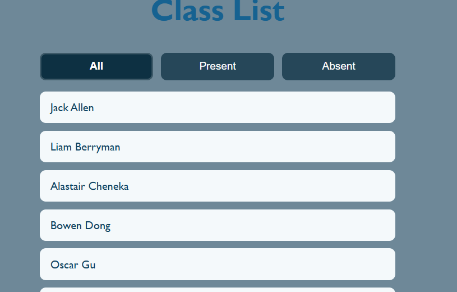 Class List
All Present Absent
Jack Allen
Liam Berryman
Alastair Cheneka
Bowen Dong
Oscar Gu